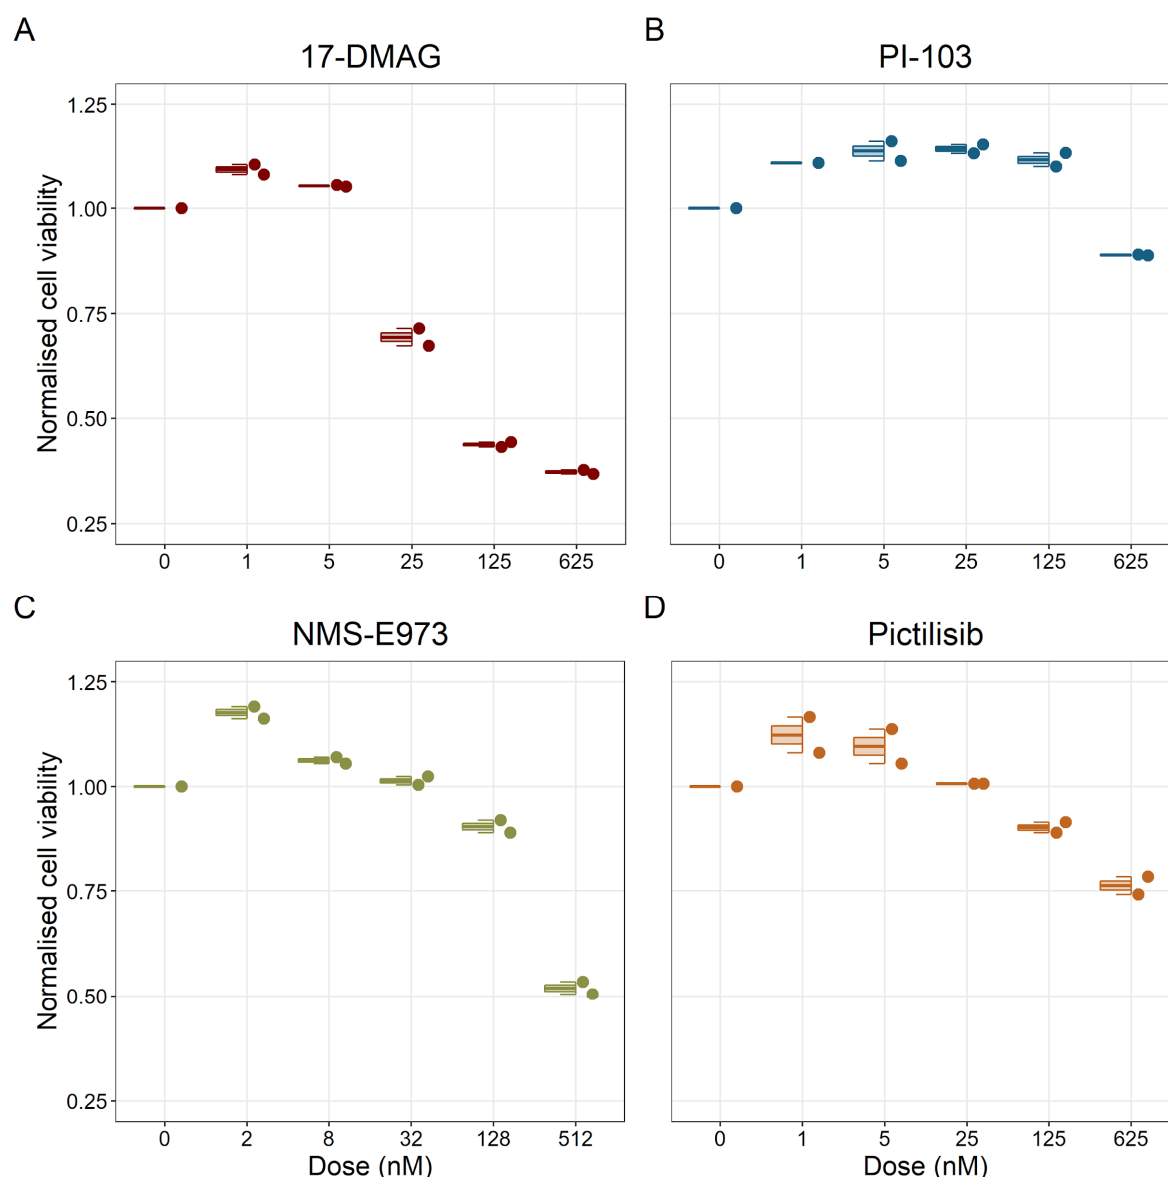 A
17-DMAG
B
PI-103
Normalised cell viability
1.25
1.00
0.75
0.50
0.25
0 1 5 25 125 625
0 1 5 25 125 625
C
NMS-E973
D
Pictilisib
Normalised cell viability
1.25
1.00
0.75
0.50
0.25
0 2 8 32 128 512
0 1 5 25 125 625
Dose (nM)
Dose (nM)